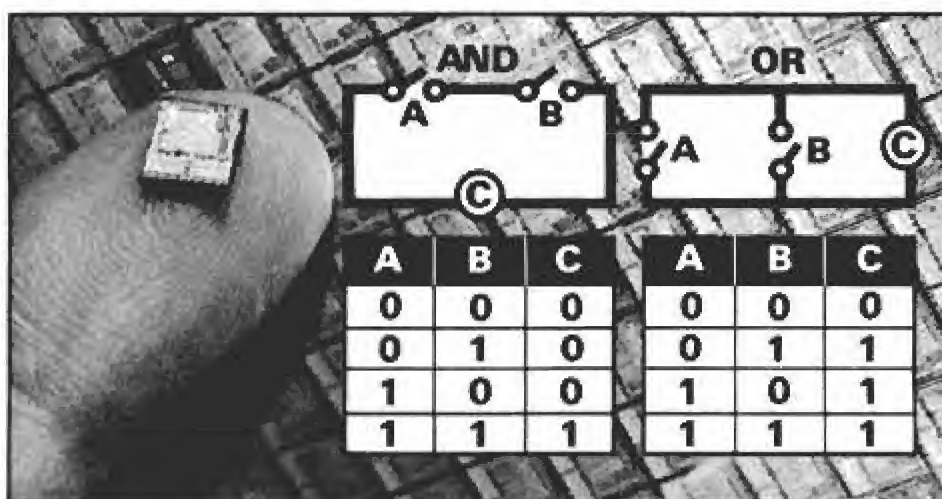 AND
A B
C
OR
A B C
A B C
0 0 0
0 1 0
1 0 0
1 1 1
A B C
0 0 0
0 1 1
1 0 1
1 1 1